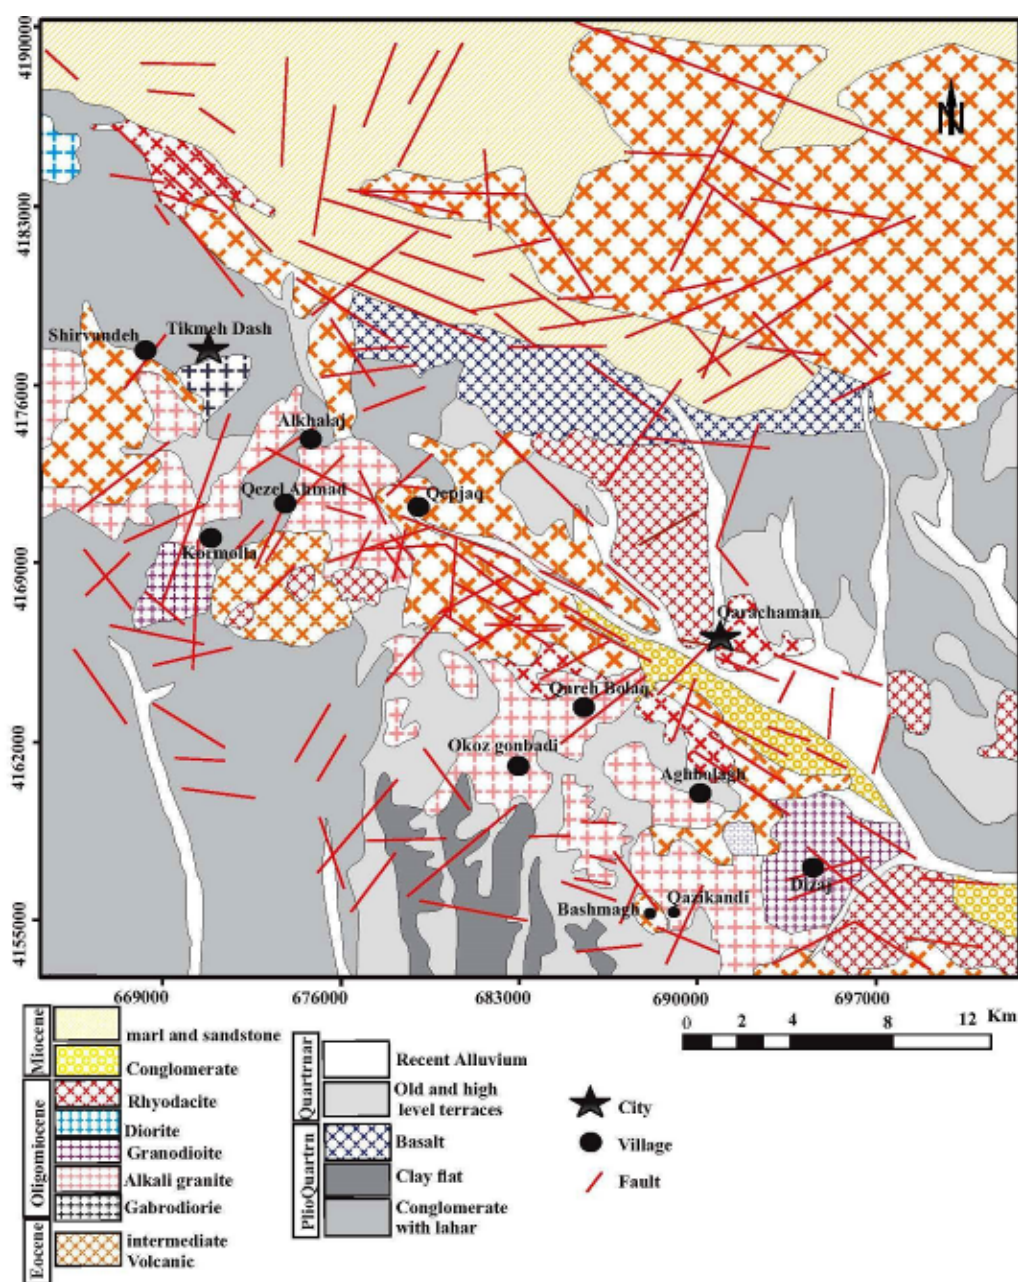 4190000
4183000
4176000
4169000
4162000
4155000
N
Shirvandeh
Tikmeh Dash
Alkhalaj
Qezel Ahmad
Qepjaq
Kormolla
Qarachaman
Qureh Bolaq
Okoz gonbadi
Aghbolagh
Dizaj
Bashmagh
Qazikandi
669000
676000
683000
690000
697000
0 2 4 8 12 Km
Miocene
marl and sandstone
Conglomerate
Oligomiocene
Rhyodacite
Diorite
Granodioite
Alkali granite
Gabrodiorie
Eocene
intermediate
Volcanic
Quartrnar
Recent Alluvium
Old and high
level terraces
PlioQuartrn
Basalt
Clay flat
Conglomerate
with lahar
City
Village
Fault